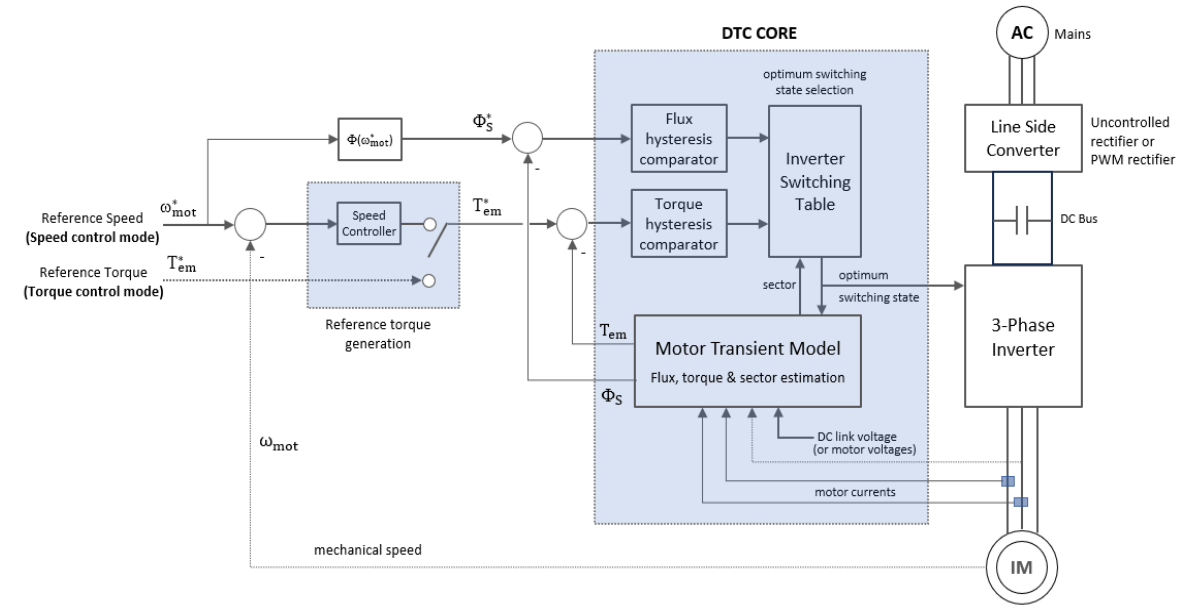 DTC CORE
AC
Mains
optimum switching
state selection
Φ*S
Φ(ω*mot)
Flux
hysteresis
comparator
Inverter
Switching
Table
Line Side
Converter
Uncontrolled
rectifier or
PWM rectifier
-
Reference Speed
(Speed control mode)
ω*mot
Speed
Controller
T*em
Torque
hysteresis
comparator
DC Bus
-
-
Reference Torque
(Torque control mode)
T*em
sector
optimum
switching state
Reference torque
generation
Tem
Motor Transient Model
Flux, torque & sector estimation
3-Phase
Inverter
ΦS
DC link voltage
(or motor voltages)
ωmot
motor currents
mechanical speed
IM